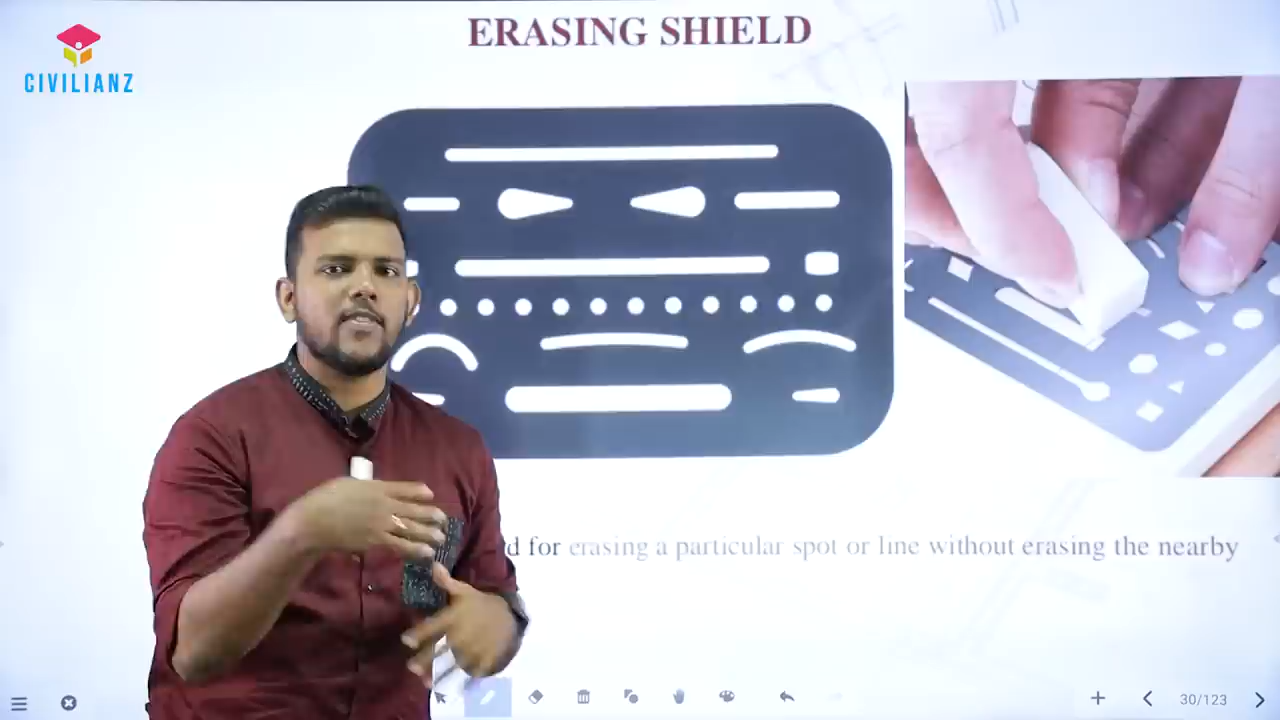 ERASING SHIELD
CIVILIANZ
for erasing a particular spot or line without erasing the nearby
30/123